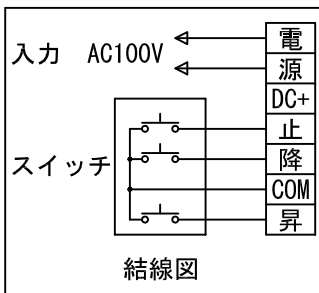 入力 AC100V
スイッチ
電
源
DC+
止
降
COM
昇
結線図